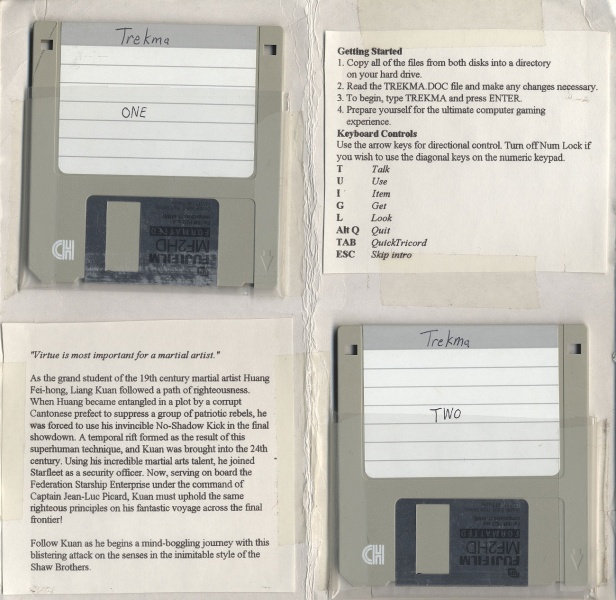 Trekma
ONE
HD
FUJI FILM
MF2HD
FORMATTED
Getting Started
1. Copy all of the files from both disks into a directory
on your hard drive.
2. Read the TREKMA.DOC file and make any changes necessary.
3. To begin, type TREKMA and press ENTER.
4. Prepare yourself for the ultimate computer gaming
experience.
Keyboard Controls
Use the arrow keys for directional control. Turn off Num Lock if
you wish to use the diagonal keys on the numeric keypad.
T Talk
U Use
I Item
G Get
L Look
Alt Q Quit
TAB QuickTricord
ESC Skip intro
"Virtue is most important for a martial artist."
As the grand student of the 19th century martial artist Huang
Fei-hong, Liang Kuan followed a path of righteousness.
When Huang became entangled in a plot by a corrupt
Cantonese prefect to suppress a group of patriotic rebels, he
was forced to use his invincible No-Shadow Kick in the final
showdown. A temporal rift formed as the result of this
superhuman technique, and Kuan was brought into the 24th
century. Using his incredible martial arts talent, he joined
Starfleet as a security officer. Now, serving on board the
Federation Starship Enterprise under the command of
Captain Jean-Luc Picard, Kuan must uphold the same
righteous principles on his fantastic voyage across the final
frontier!
Follow Kuan as he begins a mind-boggling journey with this
blistering attack on the senses in the inimitable style of the
Shaw Brothers.
Trekma
TWO
HD
FUJI FILM
MF2HD
FORMATTED